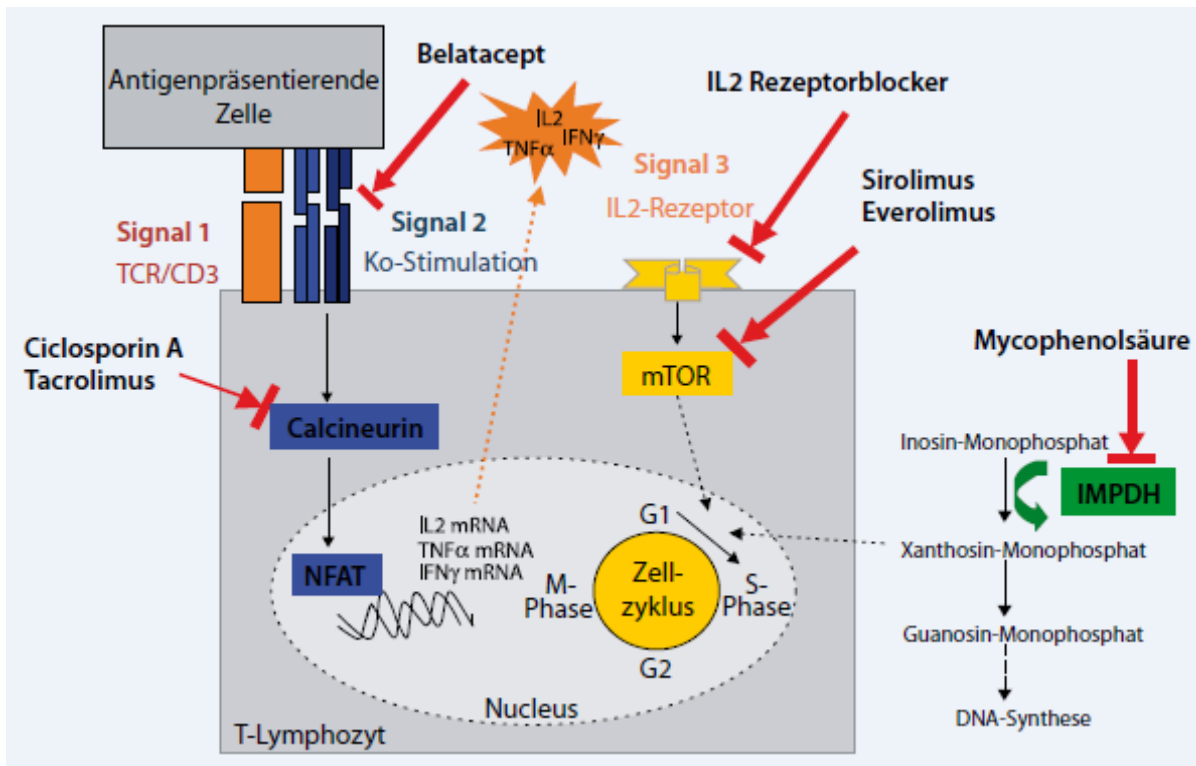 Antigenpräsentierende
Zelle
Belatacept
IL2
TNFα
IFNγ
IL2 Rezeptorblocker
Signal 3
IL2-Rezeptor
Sirolimus
Everolimus
Signal 1
TCR/CD3
Signal 2
Ko-Stimulation
Ciclosporin A
Tacrolimus
Calcineurin
mTOR
Mycophenolsäure
Inosin-Monophosphat
IMPDH
Xanthosin-Monophosphat
Guanosin-Monophosphat
DNA-Synthese
NFAT
IL2 mRNA
TNFα mRNA
IFNγ mRNA
G1
M-
Phase
Zell-
zyklus
S-
Phase
G2
Nucleus
T-Lymphozyt